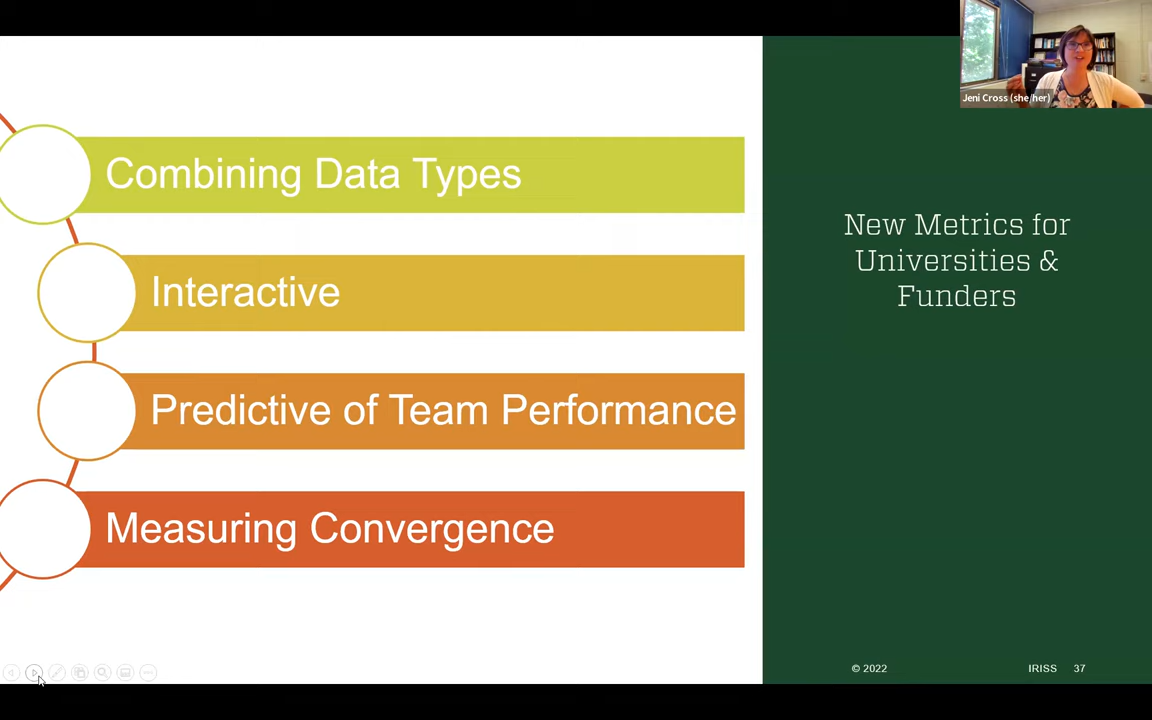 Jeni Cross (she/her)
Combining Data Types
Interactive
Predictive of Team Performance
Measuring Convergence
New Metrics for
Universities &
Funders
© 2022
IRISS 37